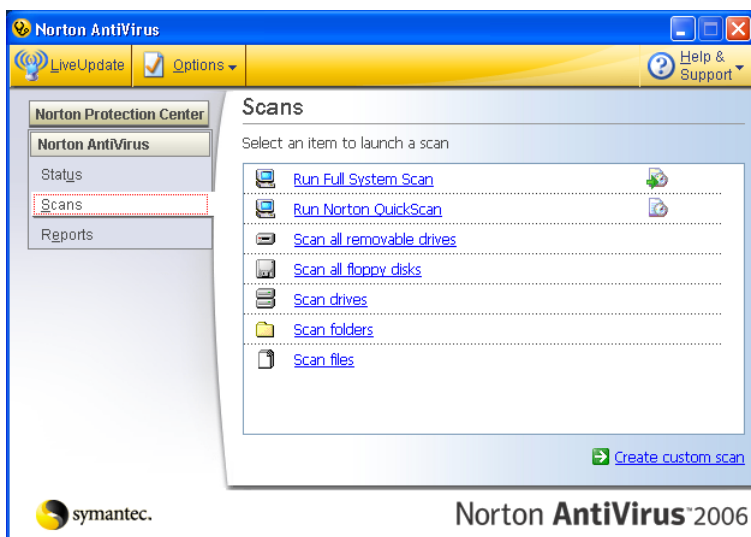 Norton AntiVirus
LiveUpdate
Options
Help & Support
Norton Protection Center
Norton AntiVirus
Status
Scans
Reports
Scans
Select an item to launch a scan
Run Full System Scan
Run Norton QuickScan
Scan all removable drives
Scan all floppy disks
Scan drives
Scan folders
Scan files
Create custom scan
symantec.
Norton AntiVirus™2006